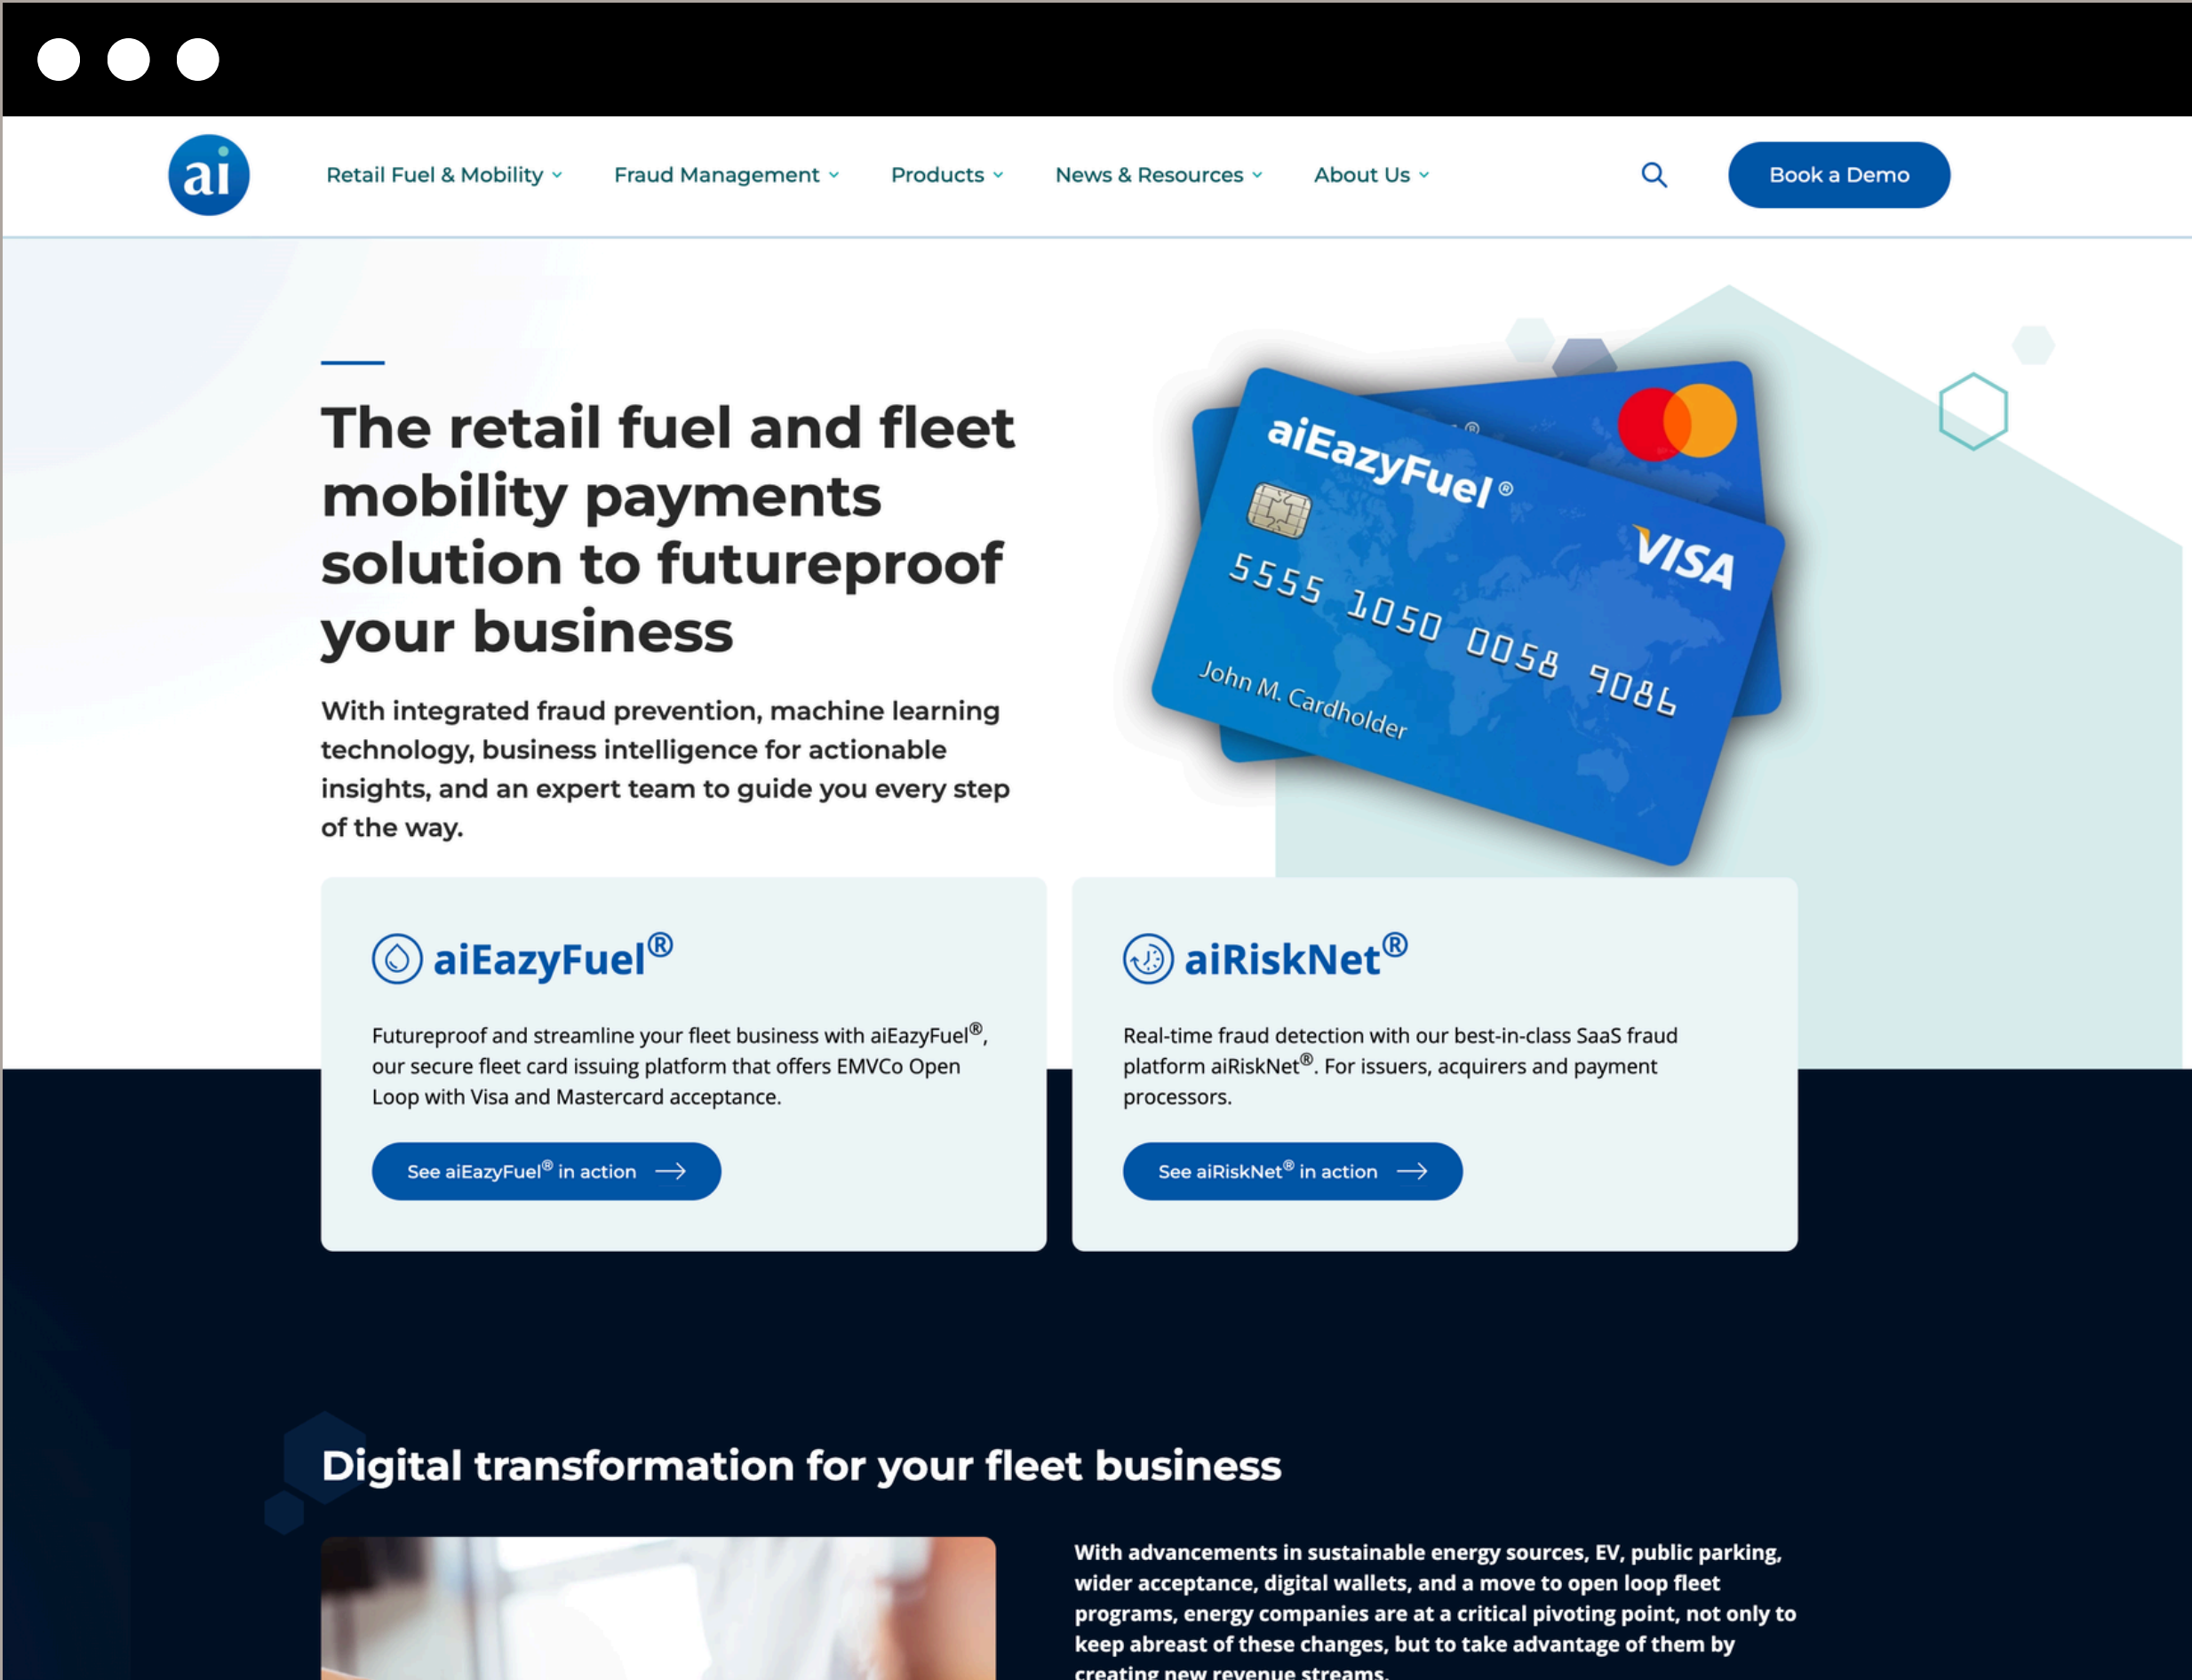 ai
Retail Fuel & Mobility
Fraud Management
Products
News & Resources
About Us
Book a Demo
The retail fuel and fleet
mobility payments
solution to futureproof
your business
With integrated fraud prevention, machine learning
technology, business intelligence for actionable
insights, and an expert team to guide you every step
of the way.
®
aiEazyFuel®
VISA
5555 1050 0058 9086
John M. Cardholder
aiEazyFuel®
Futureproof and streamline your fleet business with aiEazyFuel®,
our secure fleet card issuing platform that offers EMVCo Open
Loop with Visa and Mastercard acceptance.
See aiEazyFuel® in action
aiRiskNet®
Real-time fraud detection with our best-in-class SaaS fraud
platform aiRiskNet®. For issuers, acquirers and payment
processors.
See aiRiskNet® in action
Digital transformation for your fleet business
With advancements in sustainable energy sources, EV, public parking,
wider acceptance, digital wallets, and a move to open loop fleet
programs, energy companies are at a critical pivoting point, not only to
keep abreast of these changes, but to take advantage of them by
creating new revenue streams.